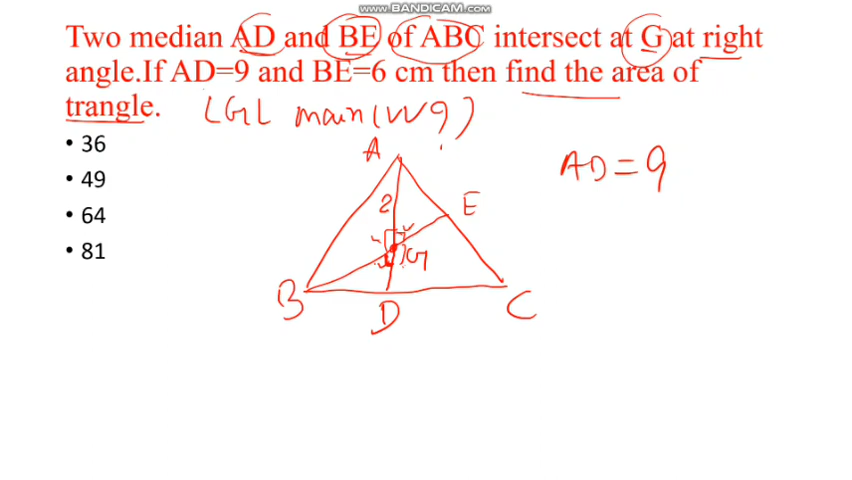 WWW.BANDICAM.COM
Two median AD and BE of ABC intersect at G at right
angle.If AD=9 and BE=6 cm then find the area of
trangle.
(GL main(W9)
• 36
• 49
• 64
• 81
A
AD=9
2
E
G
B
D
C